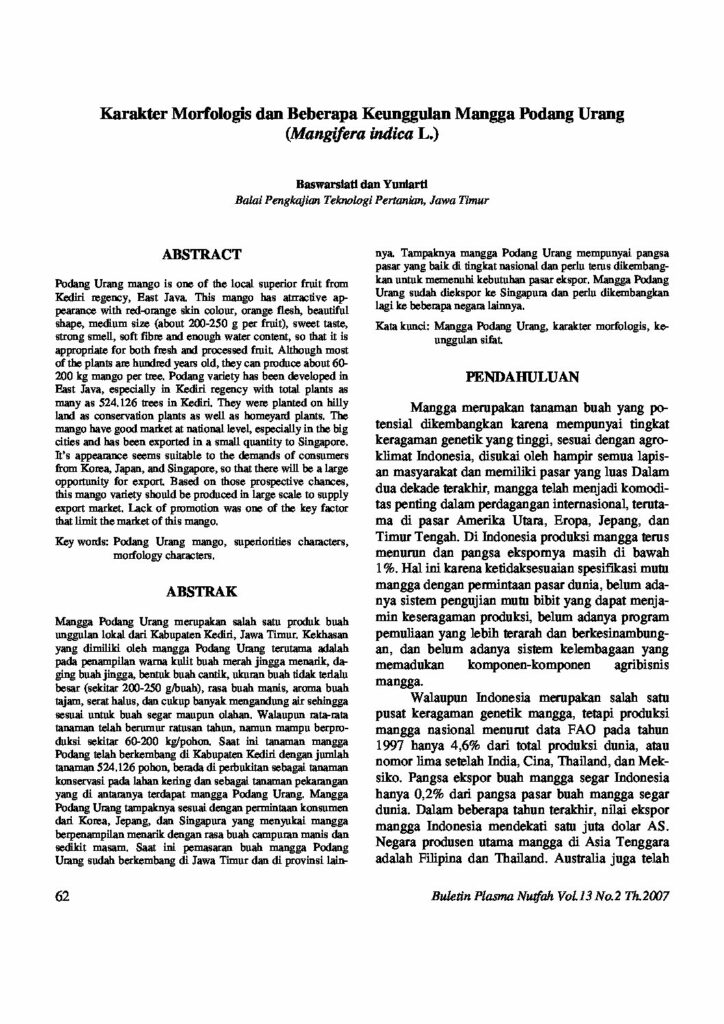 Karakter Morfologis dan Beberapa Keunggulan Mangga Podang Urang
(Mangifera indica L.)
Baswarsiati dan Yuniarti
Balai Pengkajian Teknologi Pertanian, Jawa Timur
ABSTRACT
Podang Urang mango is one of the local superior fruit from
Kediri regency, East Java. This mango has atrractive ap-
pearance with red-orange skin colour, orange flesh, beautiful
shape, medium size (about 200-250 g per fruit), sweet taste,
strong smell, soft fibre and enough water content, so that it is
appropriate for both fresh and processed fruit. Although most
of the plants are hundred years old, they can produce about 60-
200 kg mango per tree. Podang variety has been developed in
East Java, especially in Kediri regency with total plants as
many as 524,126 trees in Kediri. They were planted on hilly
land as conservation plants as well as homeyard plants. The
mango have good market at national level, especially in the big
cities and has been exported in a small quantity to Singapore.
It's appearance seems suitable to the demands of consumers
from Korea, Japan, and Singapore, so that there will be a large
opportunity for export. Based on those prospective chances,
this mango variety should be produced in large scale to supply
export market. Lack of promotion was one of the key factor
that limit the market of this mango.
Key words: Podang Urang mango, superiorities characters,
morfology characters.
ABSTRAK
Mangga Podang Urang merupakan salah satu produk buah
unggulan lokal dari Kabupaten Kediri, Jawa Timur. Kekhasan
yang dimiliki oleh mangga Podang Urang terutama adalah
pada penampilan warna kulit buah merah jingga menarik, da-
ging buah jingga, bentuk buah cantik, ukuran buah tidak terlalu
besar (sekitar 200-250 g/buah), rasa buah manis, aroma buah
tajam, serat halus, dan cukup banyak mengandung air sehingga
sesuai untuk buah segar maupun olahan. Walaupun rata-rata
tanaman telah berumur ratusan tahun, namun mampu berpro-
duksi sekitar 60-200 kg/pohon. Saat ini tanaman mangga
Podang telah berkembang di Kabupaten Kediri dengan jumlah
tanaman 524.126 pohon, berada di perbukitan sebagai tanaman
konservasi pada lahan kering dan sebagai tanaman pekarangan
yang di antaranya terdapat mangga Podang Urang. Mangga
Podang Urang tampaknya sesuai dengan permintaan konsumen
dari Korea, Jepang, dan Singapura yang menyukai mangga
berpenampilan menarik dengan rasa buah campuran manis dan
sedikit masam. Saat ini pemasaran buah mangga Podang
Urang sudah berkembang di Jawa Timur dan di provinsi lain-
nya. Tampaknya mangga Podang Urang mempunyai pangsa
pasar yang baik di tingkat nasional dan perlu terus dikembang-
kan untuk memenuhi kebutuhan pasar ekspor. Mangga Podang
Urang sudah diekspor ke Singapura dan perlu dikembangkan
lagi ke beberapa negara lainnya.
Kata kunci: Mangga Podang Urang, karakter morfologis, ke-
unggulan sifat.
PENDAHULUAN
Mangga merupakan tanaman buah yang po-
tensial dikembangkan karena mempunyai tingkat
keragaman genetik yang tinggi, sesuai dengan agro-
klimat Indonesia, disukai oleh hampir semua lapis-
an masyarakat dan memiliki pasar yang luas Dalam
dua dekade terakhir, mangga telah menjadi komodi-
tas penting dalam perdagangan internasional, teruta-
ma di pasar Amerika Utara, Eropa, Jepang, dan
Timur Tengah. Di Indonesia produksi mangga terus
menurun dan pangsa ekspornya masih di bawah
1%. Hal ini karena ketidaksesuaian spesifikasi mutu
mangga dengan permintaan pasar dunia, belum ada-
nya sistem pengujian mutu bibit yang dapat menja-
min keseragaman produksi, belum adanya program
pemuliaan yang lebih terarah dan berkesinambung-
an, dan belum adanya sistem kelembagaan yang
memadukan komponen-komponen agribisnis
mangga.
Walaupun Indonesia merupakan salah satu
pusat keragaman genetik mangga, tetapi produksi
mangga nasional menurut data FAO pada tahun
1997 hanya 4,6% dari total produksi dunia, atau
nomor lima setelah India, Cina, Thailand, dan Mek-
siko. Pangsa ekspor buah mangga segar Indonesia
hanya 0,2% dari pangsa pasar buah mangga segar
dunia. Dalam beberapa tahun terakhir, nilai ekspor
mangga Indonesia mendekati satu juta dolar AS.
Negara produsen utama mangga di Asia Tenggara
adalah Filipina dan Thailand. Australia juga telah
62
Buletin Plasma Nutfah Vol.13 No.2 Th.2007